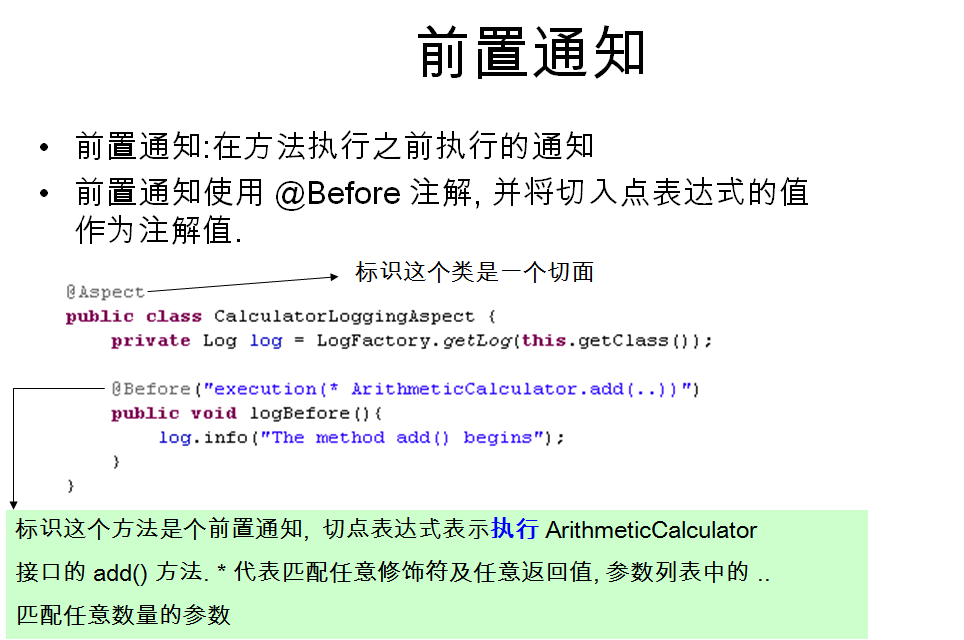 前置通知
• 前置通知:在方法执行之前执行的通知
• 前置通知使用 @Before 注解, 并将切入点表达式的值
作为注解值.
标识这个类是一个切面
@Aspect
public class CalculatorLoggingAspect {
private Log log = LogFactory.getLog(this.getClass());
@Before("execution(* ArithmeticCalculator.add(..))")
public void logBefore(){
log.info("The method add() begins");
}
}
标识这个方法是个前置通知, 切点表达式表示执行 ArithmeticCalculator
接口的 add() 方法. * 代表匹配任意修饰符及任意返回值, 参数列表中的 ..
匹配任意数量的参数